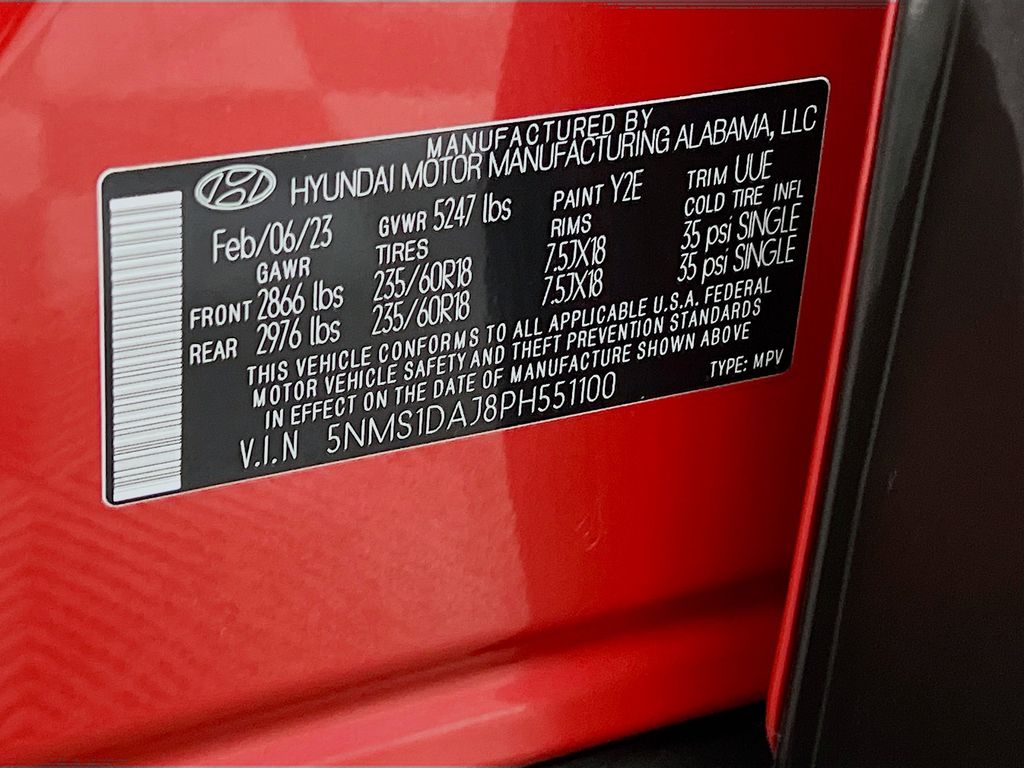 MANUFACTURED BY
HYUNDAI MOTOR MANUFACTURING ALABAMA, LLC
Feb/06/23 GVWR 5247 lbs PAINT Y2E TRIM UUE
GAWR TIRES RIMS COLD TIRE INFL
FRONT 2866 lbs 235/60R18 7.5JX18 35 psi SINGLE
REAR 2976 lbs 235/60R18 7.5JX18 35 psi SINGLE
THIS VEHICLE CONFORMS TO ALL APPLICABLE U.S.A. FEDERAL
MOTOR VEHICLE SAFETY AND THEFT PREVENTION STANDARDS
IN EFFECT ON THE DATE OF MANUFACTURE SHOWN ABOVE
V.I.N 5NMS1DAJ8PH551100 TYPE: MPV